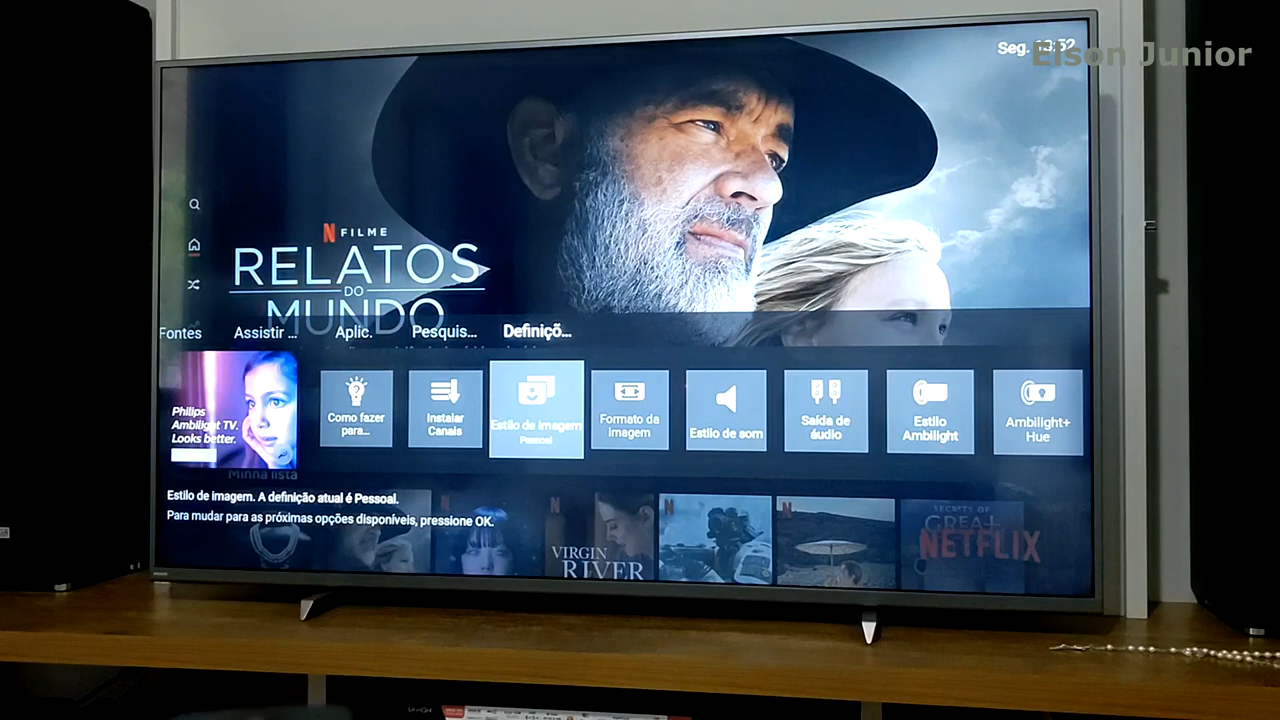 Seg. 13:52
Elson Junior
N FILME
RELATOS
DO
MUNDO
Fontes
Assistir ...
Aplic.
Pesquis...
Definiçõ...
Philips
Ambilight TV.
Looks better.
Como fazer
para...
Instalar
Canais
Estilo de imagem
Pessoal
Formato da
imagem
Estilo de som
Saída de
áudio
Estilo
Ambilight
Ambilight+
Hue
Minha lista
Estilo de imagem. A definição atual é Pessoal.
Para mudar para as próximas opções disponíveis, pressione OK.
VIRGIN
RIVER
SECRETS OF
GREAT
NETFLIX